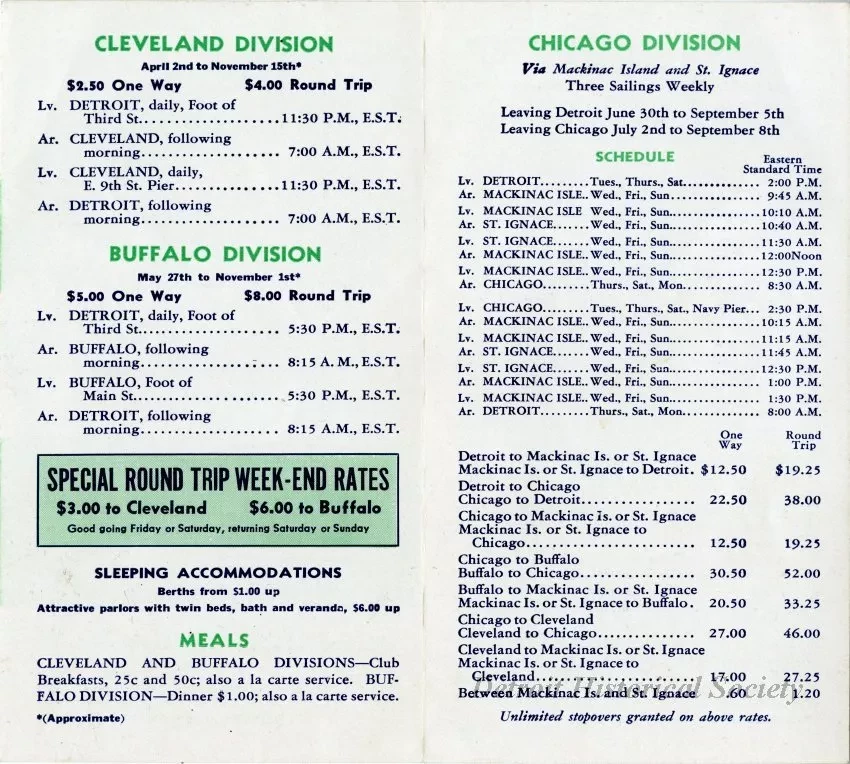 CLEVELAND DIVISION
April 2nd to November 15th*
$2.50 One Way $4.00 Round Trip
Lv. DETROIT, daily, Foot of
Third St.....................11:30 P.M., E.S.T.
Ar. CLEVELAND, following
morning.................... 7:00 A.M., E.S.T.
Lv. CLEVELAND, daily,
E. 9th St. Pier...............11:30 P.M., E.S.T.
Ar. DETROIT, following
morning.................... 7:00 A.M., E.S.T.
BUFFALO DIVISION
May 27th to November 1st*
$5.00 One Way $8.00 Round Trip
Lv. DETROIT, daily, Foot of
Third St..................... 5:30 P.M., E.S.T.
Ar. BUFFALO, following
morning.................... 8:15 A.M., E.S.T.
Lv. BUFFALO, Foot of
Main St...................... 5:30 P.M., E.S.T.
Ar. DETROIT, following
morning.................... 8:15 A.M., E.S.T.
SPECIAL ROUND TRIP WEEK-END RATES
$3.00 to Cleveland $6.00 to Buffalo
Good going Friday or Saturday, returning Saturday or Sunday
SLEEPING ACCOMMODATIONS
Berths from $1.00 up
Attractive parlors with twin beds, bath and veranda, $6.00 up
MEALS
CLEVELAND AND BUFFALO DIVISIONS—Club
Breakfasts, 25c and 50c; also a la carte service. BUF-
FALO DIVISION—Dinner $1.00; also a la carte service.
*(Approximate)
CHICAGO DIVISION
Via Mackinac Island and St. Ignace
Three Sailings Weekly
Leaving Detroit June 30th to September 5th
Leaving Chicago July 2nd to September 8th
SCHEDULE
Eastern
Standard Time
Lv. DETROIT.........Tues., Thurs., Sat............... 2:00 P.M.
Ar. MACKINAC ISLE..Wed., Fri., Sun.................. 9:45 A.M.
Lv. MACKINAC ISLE Wed., Fri., Sun..................10:10 A.M.
Ar. ST. IGNACE......Wed., Fri., Sun..................10:40 A.M.
Lv. ST. IGNACE......Wed., Fri., Sun..................11:30 A.M.
Ar. MACKINAC ISLE..Wed., Fri., Sun..................12:00Noon
Lv. MACKINAC ISLE..Wed., Fri., Sun..................12:30 P.M.
Ar. CHICAGO.........Thurs., Sat., Mon................ 8:30 A.M.
Lv. CHICAGO.........Tues., Thurs., Sat., Navy Pier... 2:30 P.M.
Ar. MACKINAC ISLE..Wed., Fri., Sun..................10:15 A.M.
Lv. MACKINAC ISLE..Wed., Fri., Sun..................11:15 A.M.
Ar. ST. IGNACE......Wed., Fri., Sun..................11:45 A.M.
Lv. ST. IGNACE......Wed., Fri., Sun..................12:30 P.M.
Ar. MACKINAC ISLE..Wed., Fri., Sun.................. 1:00 P.M.
Lv. MACKINAC ISLE..Wed., Fri., Sun.................. 1:30 P.M.
Ar. DETROIT.........Thurs., Sat., Mon................ 8:00 A.M.
One Round
Way Trip
Detroit to Mackinac Is. or St. Ignace
Mackinac Is. or St. Ignace to Detroit. $12.50 $19.25
Detroit to Chicago
Chicago to Detroit................ 22.50 38.00
Chicago to Mackinac Is. or St. Ignace
Mackinac Is. or St. Ignace to
Chicago......................... 12.50 19.25
Chicago to Buffalo
Buffalo to Chicago................ 30.50 52.00
Buffalo to Mackinac Is. or St. Ignace
Mackinac Is. or St. Ignace to Buffalo. 20.50 33.25
Chicago to Cleveland
Cleveland to Chicago.............. 27.00 46.00
Cleveland to Mackinac Is. or St. Ignace
Mackinac Is. or St. Ignace to
Cleveland....................... 17.00 27.25
Between Mackinac Is. and St. Ignace .60 1.20
Detroit Historical Society
Unlimited stopovers granted on above rates.